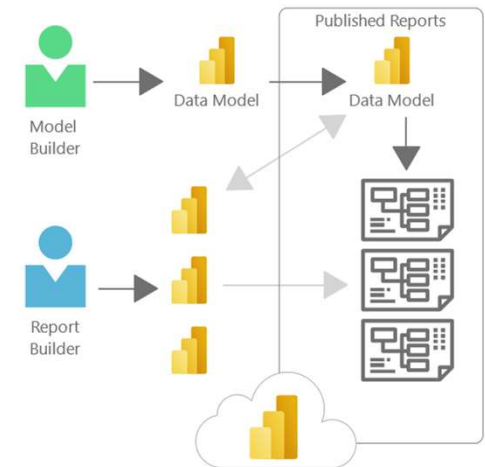 Published Reports
Data Model
Data Model
Model
Builder
Report
Builder